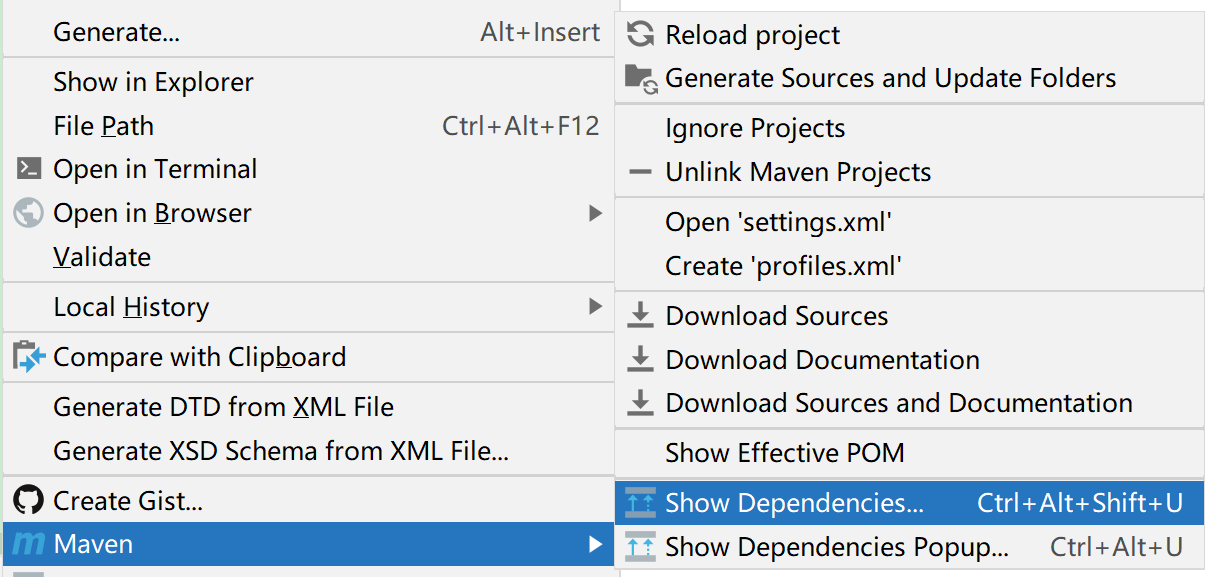 Generate... Alt+Insert
Show in Explorer
File Path Ctrl+Alt+F12
Open in Terminal
Open in Browser
Validate
Local History
Compare with Clipboard
Generate DTD from XML File
Generate XSD Schema from XML File...
Create Gist...
Maven
Reload project
Generate Sources and Update Folders
Ignore Projects
Unlink Maven Projects
Open 'settings.xml'
Create 'profiles.xml'
Download Sources
Download Documentation
Download Sources and Documentation
Show Effective POM
Show Dependencies... Ctrl+Alt+Shift+U
Show Dependencies Popup... Ctrl+Alt+U